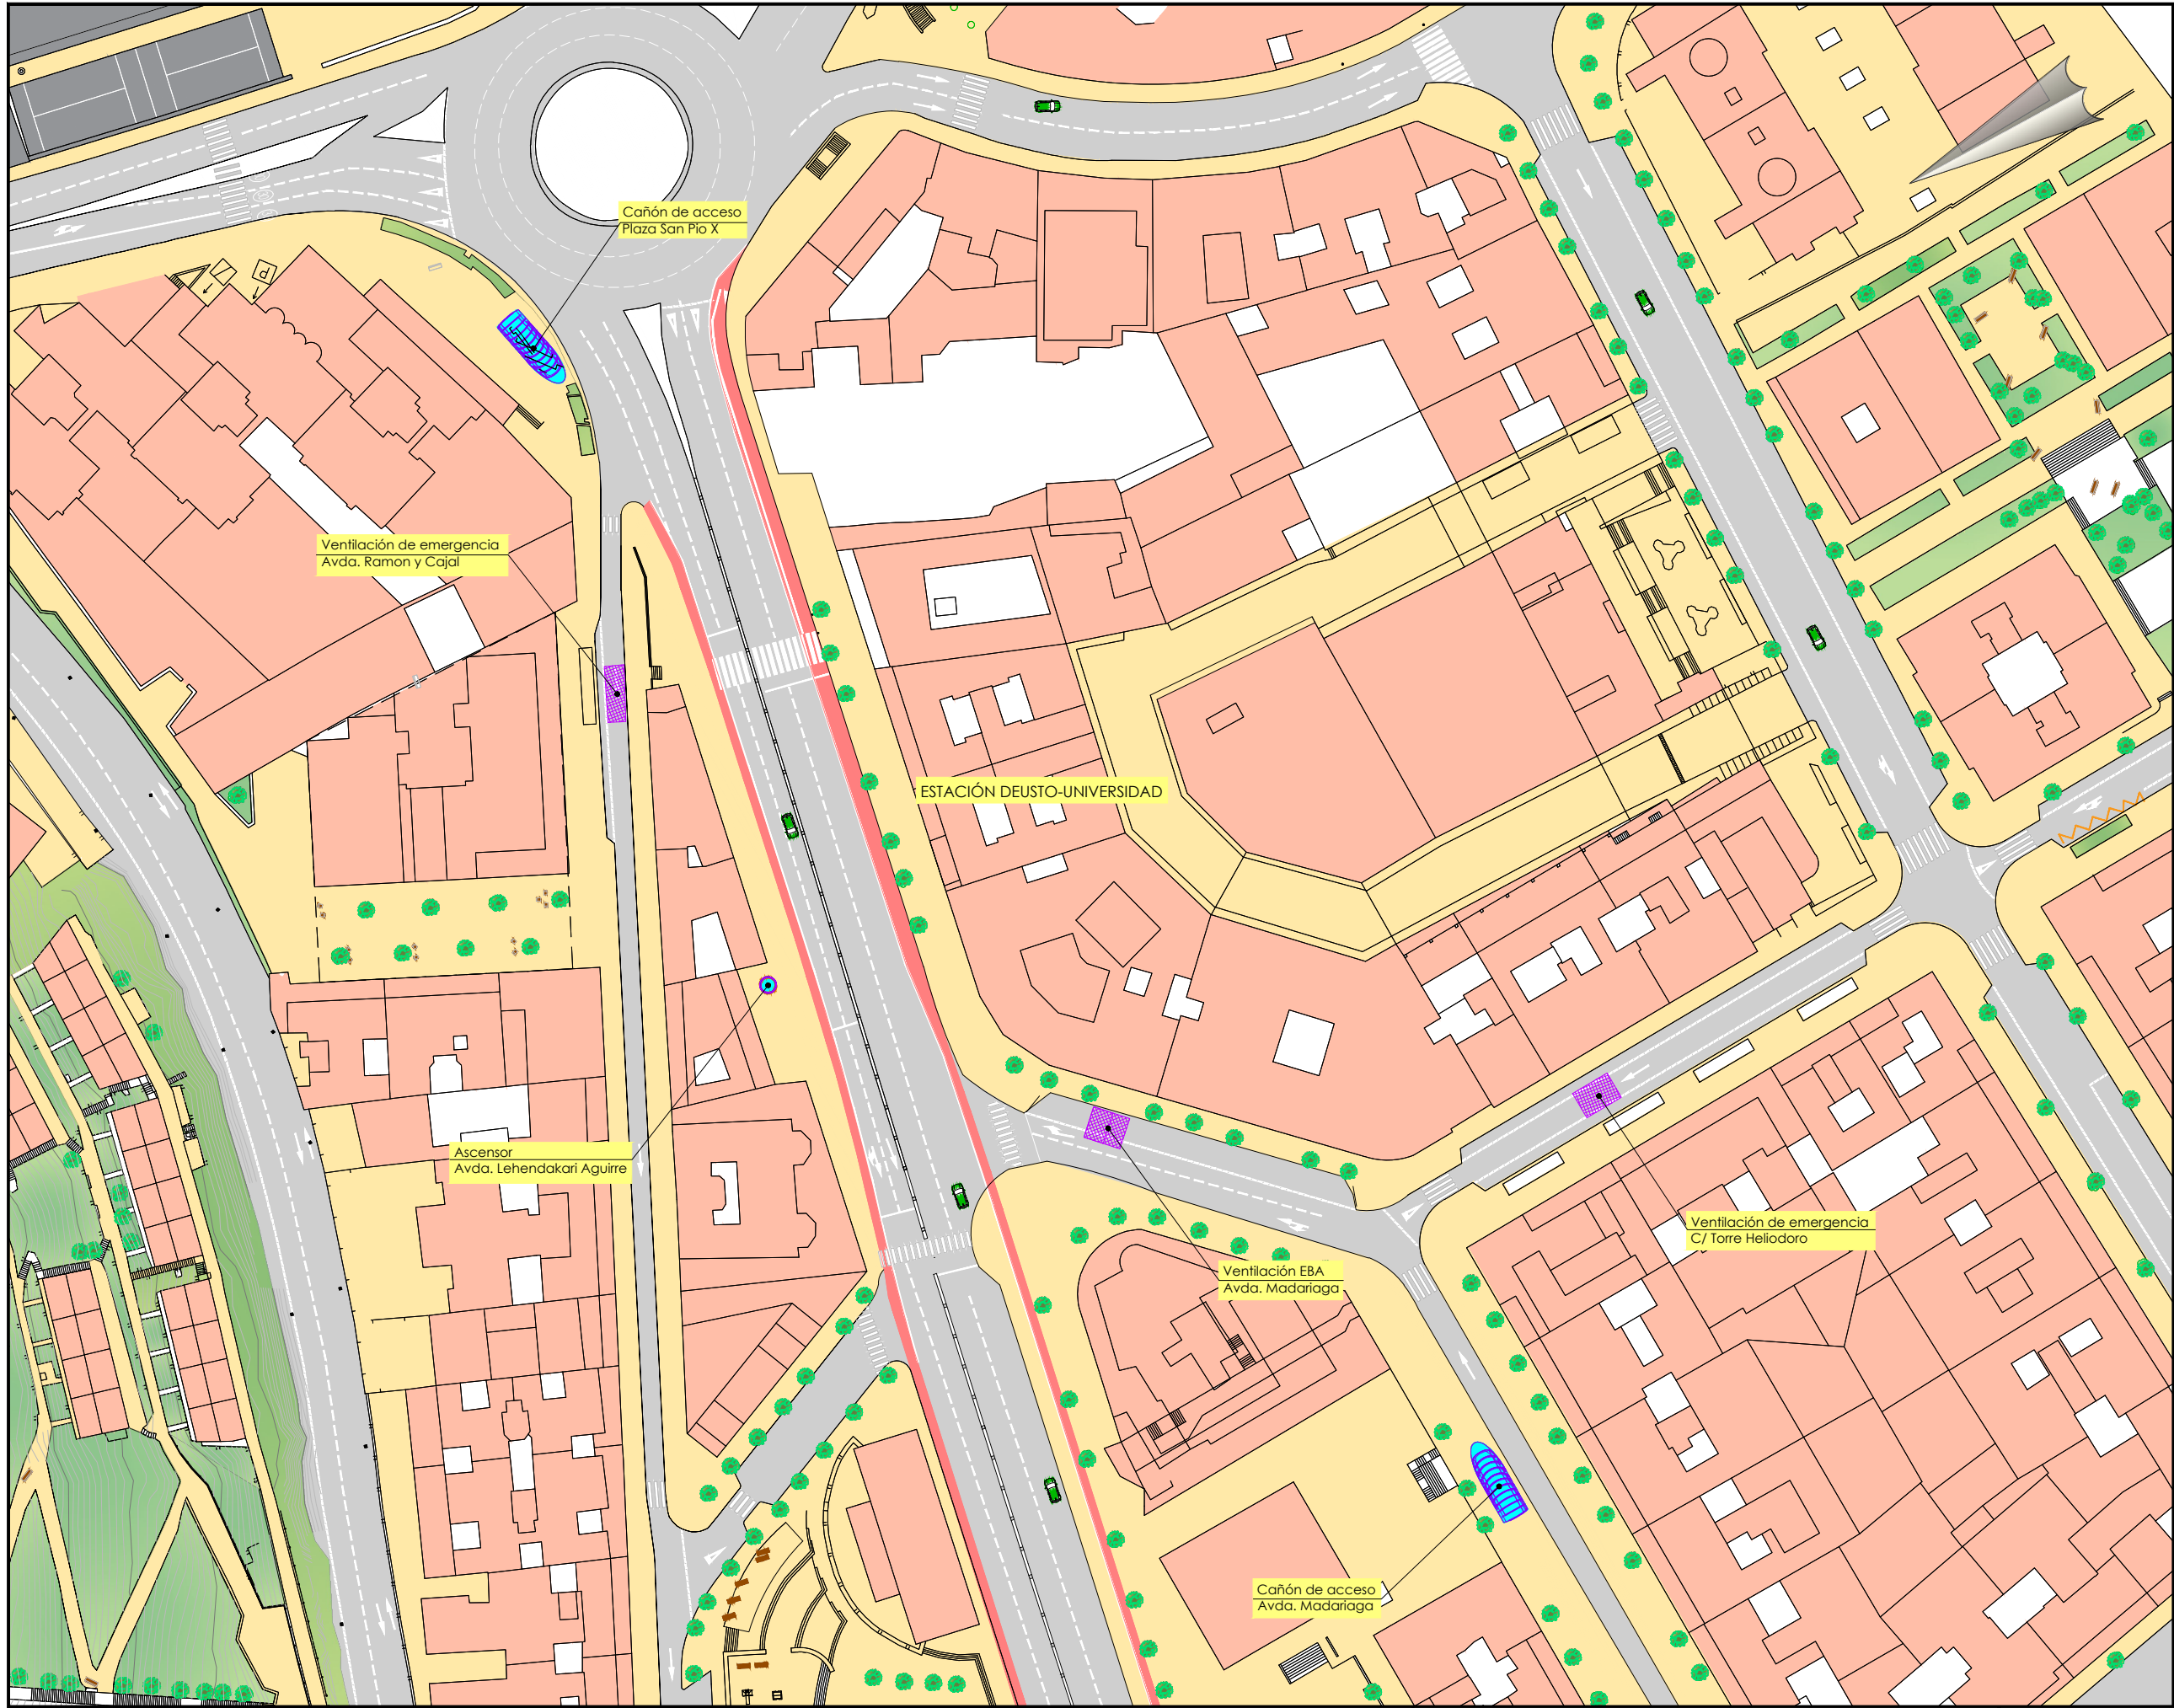 Cañón de acceso
Plaza San Pio X
P
Ventilación de emergencia
Avda. Ramon y Cajal
ESTACIÓN DEUSTO-UNIVERSIDAD
Ascensor
Avda. Lehendakari Aguirre
Ventilación de emergencia
C/ Torre Heliodoro
Ventilación EBA
Avda. Madariaga
Cañón de acceso
Avda. Madariaga